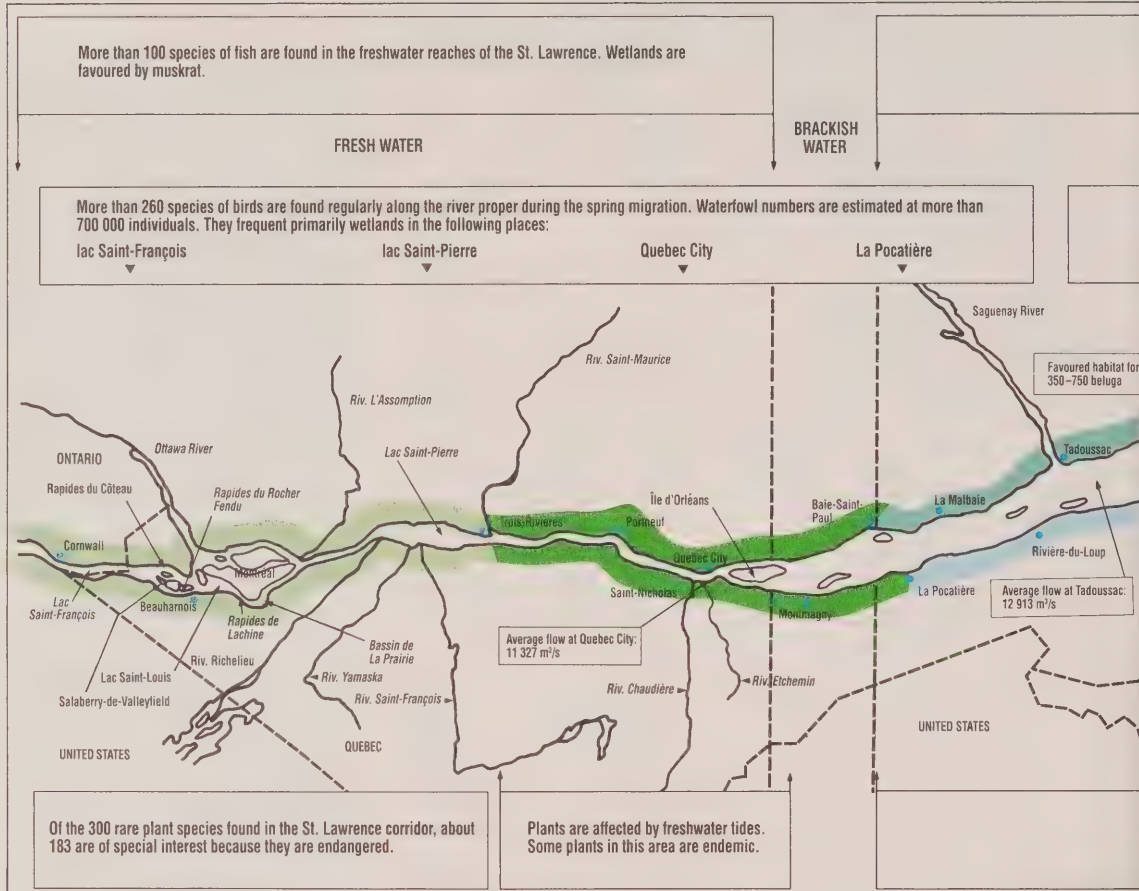 More than 100 species of fish are found in the freshwater reaches of the St. Lawrence. Wetlands are
favoured by muskrat.
FRESH WATER
BRACKISH
WATER
More than 260 species of birds are found regularly along the river proper during the spring migration. Waterfowl numbers are estimated at more than
700 000 individuals. They frequent primarily wetlands in the following places:
lac Saint-François
lac Saint-Pierre
Quebec City
La Pocatière
Saguenay River
Riv. Saint-Maurice
Favoured habitat for
350–750 beluga
Riv. L'Assomption
Ottawa River
Lac Saint-Pierre
ONTARIO
Tadoussac
Rapides du Côteau
Rapides du Rocher
Fendu
Île d'Orléans
Baie-Saint-
Paul
La Malbaie
Trois-Rivières
Portneuf
Cornwall
Rivière-du-Loup
Quebec City
Montréal
Lac
Saint-François
Beauharnois
Saint-Nicholas
Montmagny
La Pocatière
Average flow at Tadoussac:
12 913 m³/s
Rapides de
Lachine
Bassin de
La Prairie
Average flow at Quebec City:
11 327 m³/s
Riv. Richelieu
Lac Saint-Louis
Riv. Yamaska
Riv. Etchemin
Salaberry-de-Valleyfield
Riv. Saint-François
Riv. Chaudière
UNITED STATES
QUEBEC
UNITED STATES
Of the 300 rare plant species found in the St. Lawrence corridor, about
183 are of special interest because they are endangered.
Plants are affected by freshwater tides.
Some plants in this area are endemic.